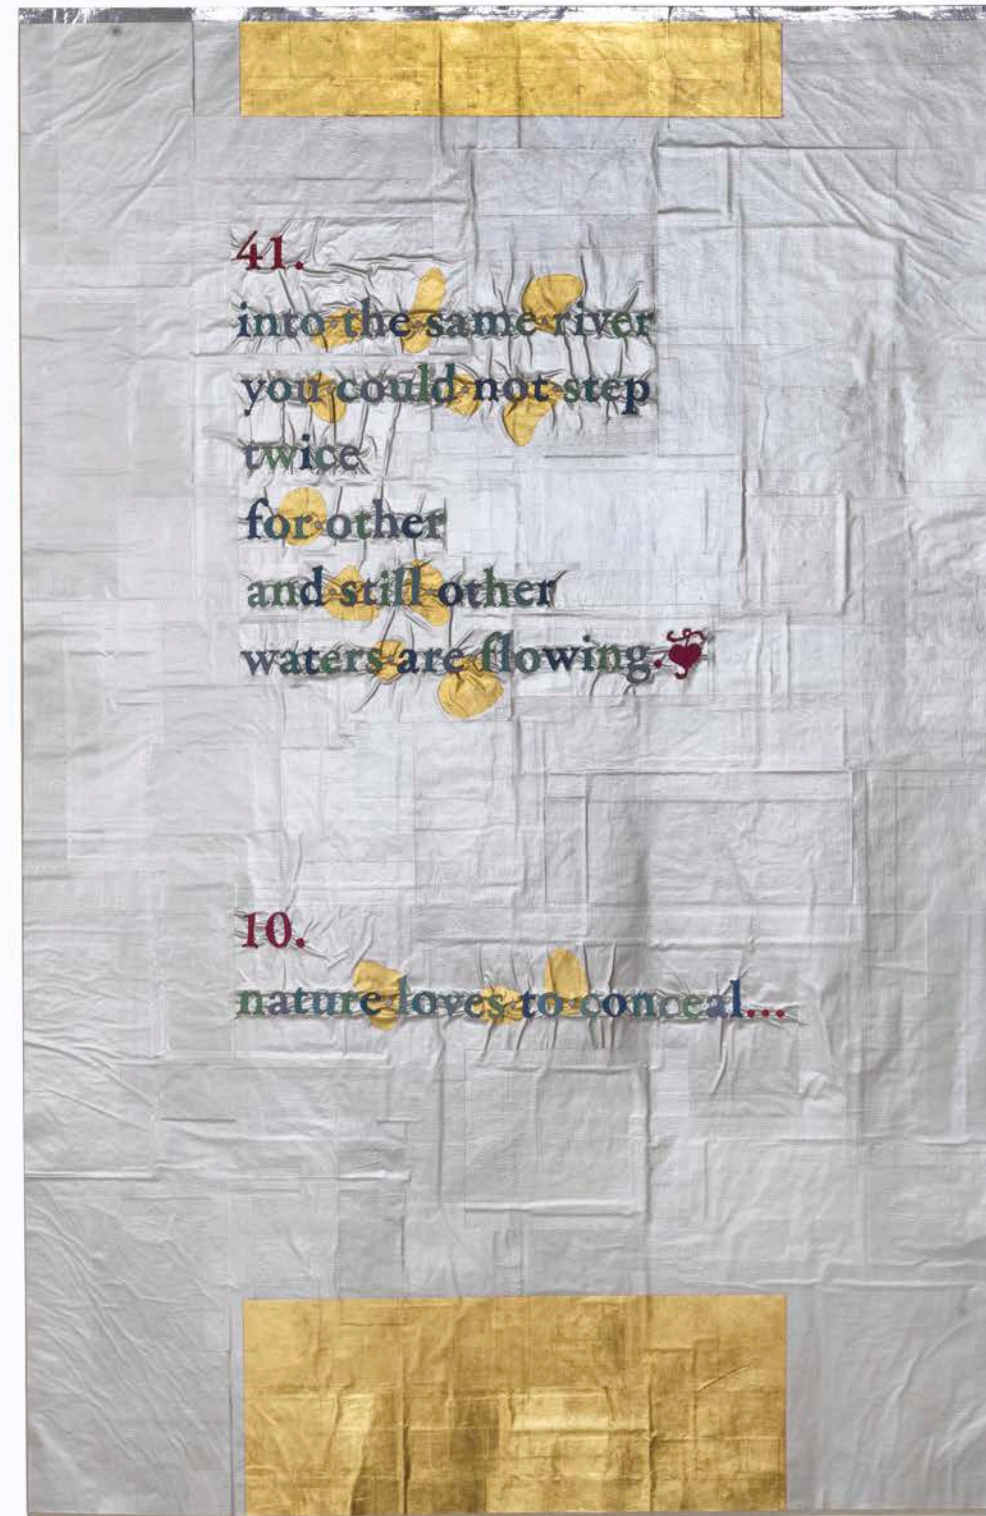 41.
into the same river
you could not step
twice
for other
and still other
waters are flowing.❦
10.
nature loves to conceal...